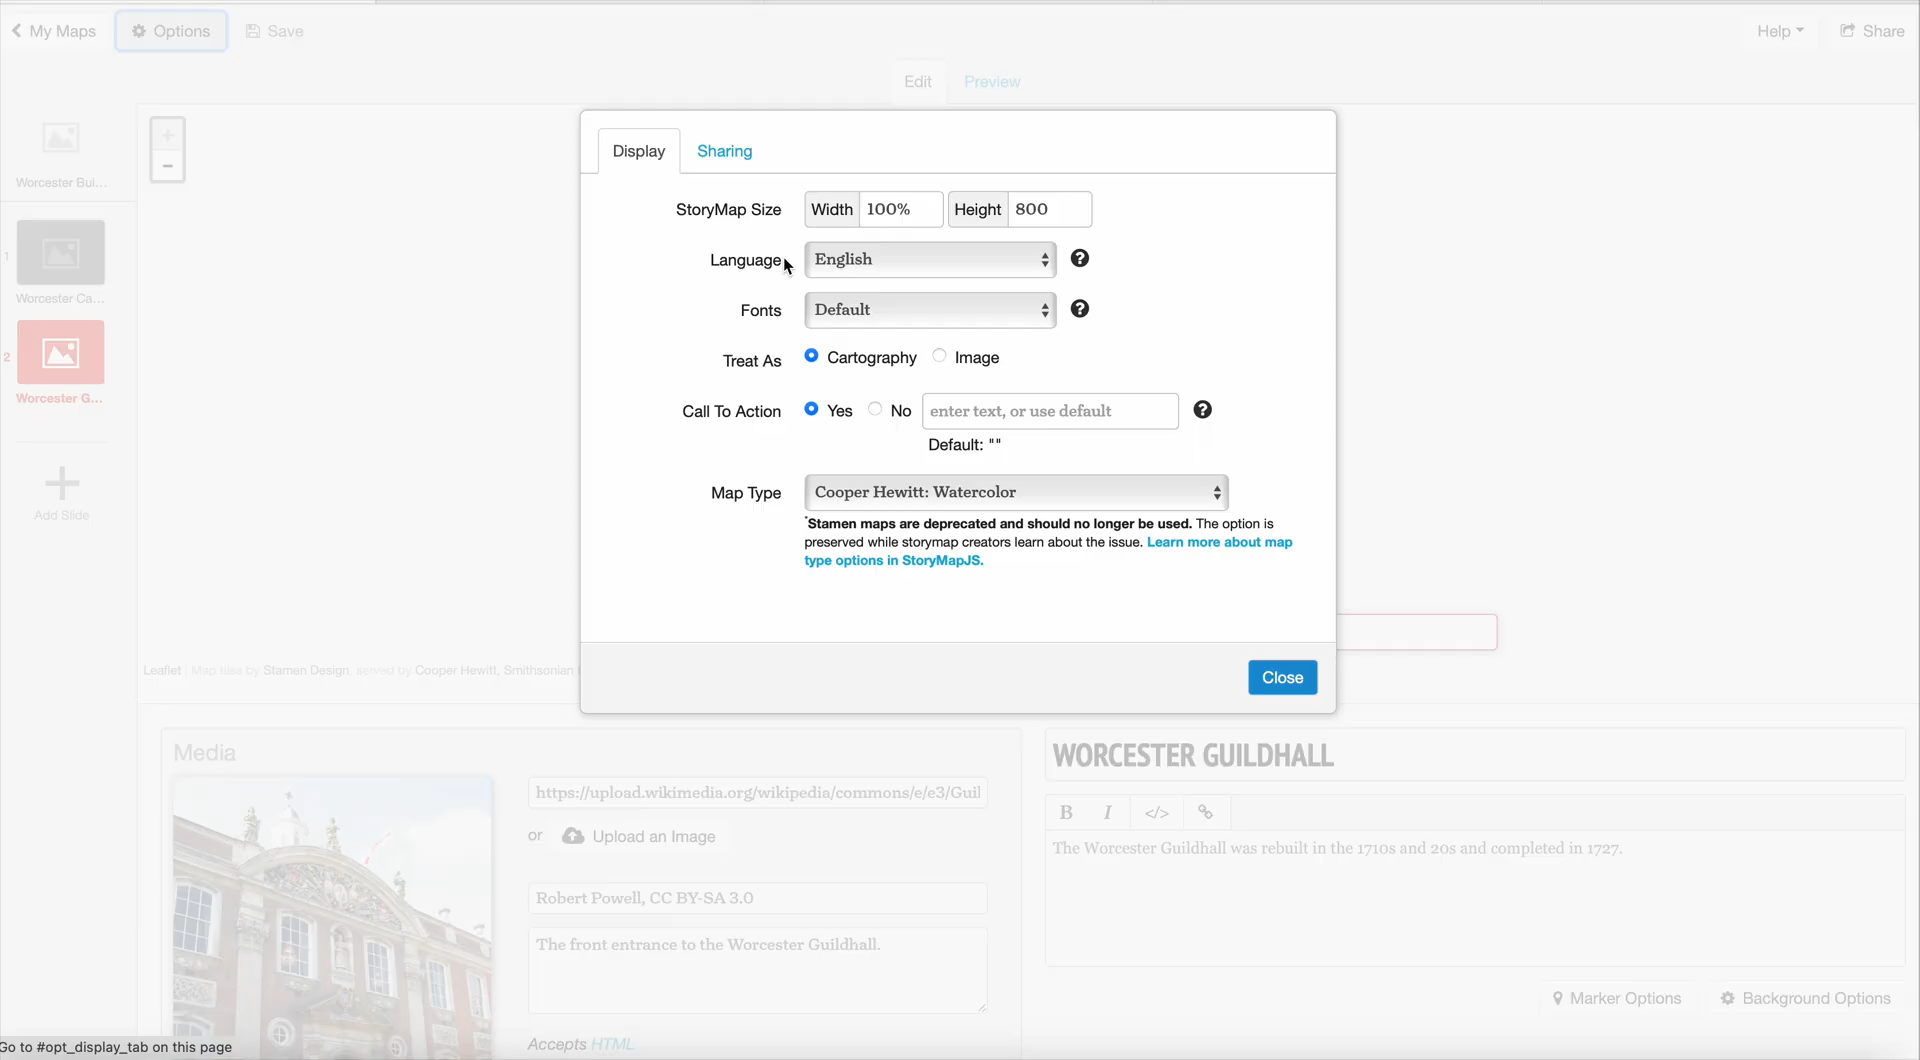 My Maps Options Save Help Share
Edit Preview
Display Sharing
StoryMap Size Width 100% Height 800
Language English
Fonts Default
Treat As Cartography Image
Call To Action Yes No enter text, or use default
Default: ""
Map Type Cooper Hewitt: Watercolor
*Stamen maps are deprecated and should no longer be used. The option is
preserved while storymap creators learn about the issue. Learn more about map
type options in StoryMapJS.
Close
Worcester Bui...
1
Worcester Ca...
2
Worcester G...
Add Slide
Leaflet | Map tiles by Stamen Design, served by Cooper Hewitt, Smithsonian
Media
https://upload.wikimedia.org/wikipedia/commons/e/e3/Guil
or Upload an Image
Robert Powell, CC BY-SA 3.0
The front entrance to the Worcester Guildhall.
Accepts HTML
WORCESTER GUILDHALL
B I </>
The Worcester Guildhall was rebuilt in the 1710s and 20s and completed in 1727.
Marker Options Background Options
Go to #opt_display_tab on this page